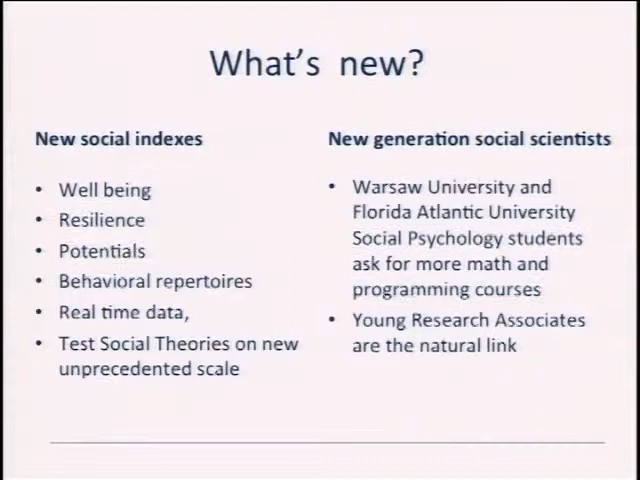 What's new?
New social indexes
• Well being
• Resilience
• Potentials
• Behavioral repertoires
• Real time data,
• Test Social Theories on new
unprecedented scale
New generation social scientists
• Warsaw University and
Florida Atlantic University
Social Psychology students
ask for more math and
programming courses
• Young Research Associates
are the natural link